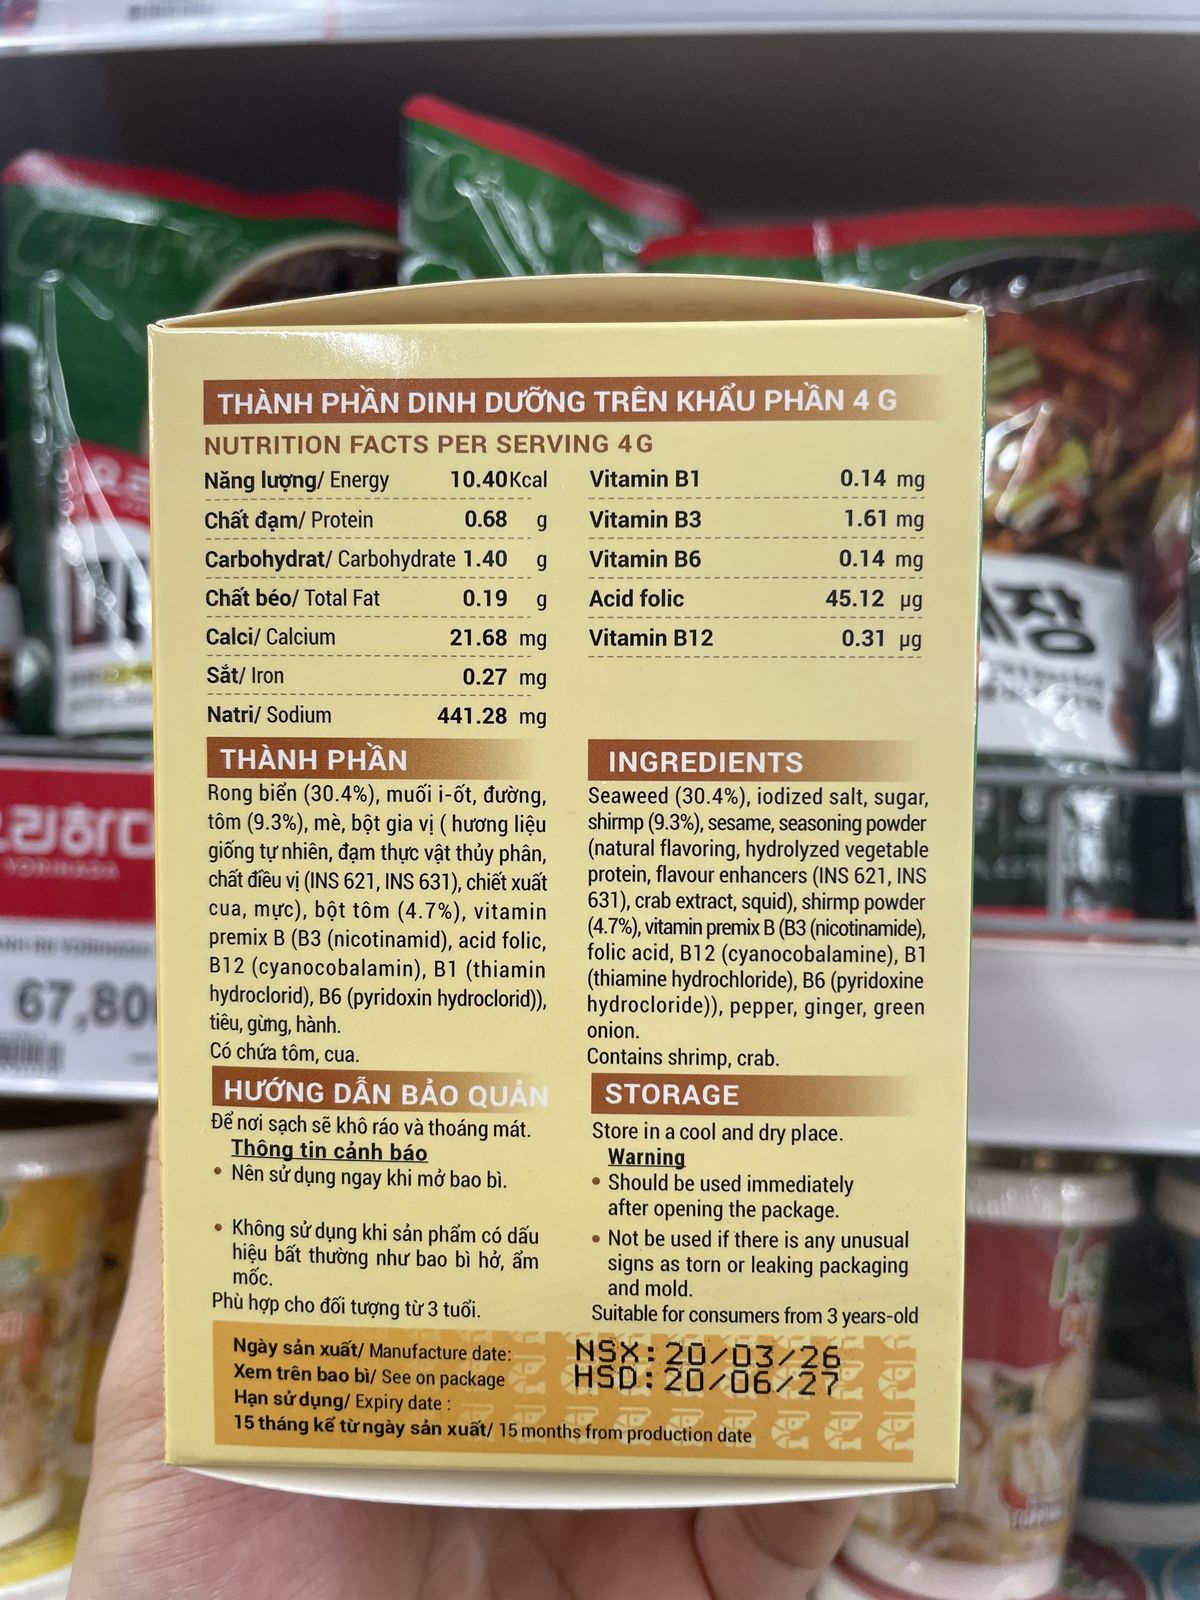 THÀNH PHẦN DINH DƯỠNG TRÊN KHẨU PHẦN 4 G
NUTRITION FACTS PER SERVING 4G
Năng lượng/ Energy 10.40Kcal
Chất đạm/ Protein 0.68 g
Carbohydrat/ Carbohydrate 1.40 g
Chất béo/ Total Fat 0.19 g
Calci/ Calcium 21.68 mg
Sắt/ Iron 0.27 mg
Natri/ Sodium 441.28 mg
Vitamin B1 0.14 mg
Vitamin B3 1.61 mg
Vitamin B6 0.14 mg
Acid folic 45.12 µg
Vitamin B12 0.31 µg
THÀNH PHẦN
Rong biển (30.4%), muối i-ốt, đường,
tôm (9.3%), mè, bột gia vị ( hương liệu
giống tự nhiên, đạm thực vật thủy phân,
chất điều vị (INS 621, INS 631), chiết xuất
cua, mực), bột tôm (4.7%), vitamin
premix B (B3 (nicotinamid), acid folic,
B12 (cyanocobalamin), B1 (thiamin
hydroclorid), B6 (pyridoxin hydroclorid)),
tiêu, gừng, hành.
Có chứa tôm, cua.
INGREDIENTS
Seaweed (30.4%), iodized salt, sugar,
shirmp (9.3%), sesame, seasoning powder
(natural flavoring, hydrolyzed vegetable
protein, flavour enhancers (INS 621, INS
631), crab extract, squid), shirmp powder
(4.7%), vitamin premix B (B3 (nicotinamide),
folic acid, B12 (cyanocobalamine), B1
(thiamine hydrochloride), B6 (pyridoxine
hydrocloride)), pepper, ginger, green
onion.
Contains shrimp, crab.
HƯỚNG DẪN BẢO QUẢN
Để nơi sạch sẽ khô ráo và thoáng mát.
Thông tin cảnh báo
• Nên sử dụng ngay khi mở bao bì.
• Không sử dụng khi sản phẩm có dấu
hiệu bất thường như bao bì hở, ẩm
mốc.
Phù hợp cho đối tượng từ 3 tuổi.
STORAGE
Store in a cool and dry place.
Warning
• Should be used immediately
after opening the package.
• Not be used if there is any unusual
signs as torn or leaking packaging
and mold.
Suitable for consumers from 3 years-old
Ngày sản xuất/ Manufacture date:
Xem trên bao bì/ See on package
Hạn sử dụng/ Expiry date :
15 tháng kể từ ngày sản xuất/ 15 months from production date
NSX: 20/03/26
HSD: 20/06/27
Chef's
YORIHADA
67,80